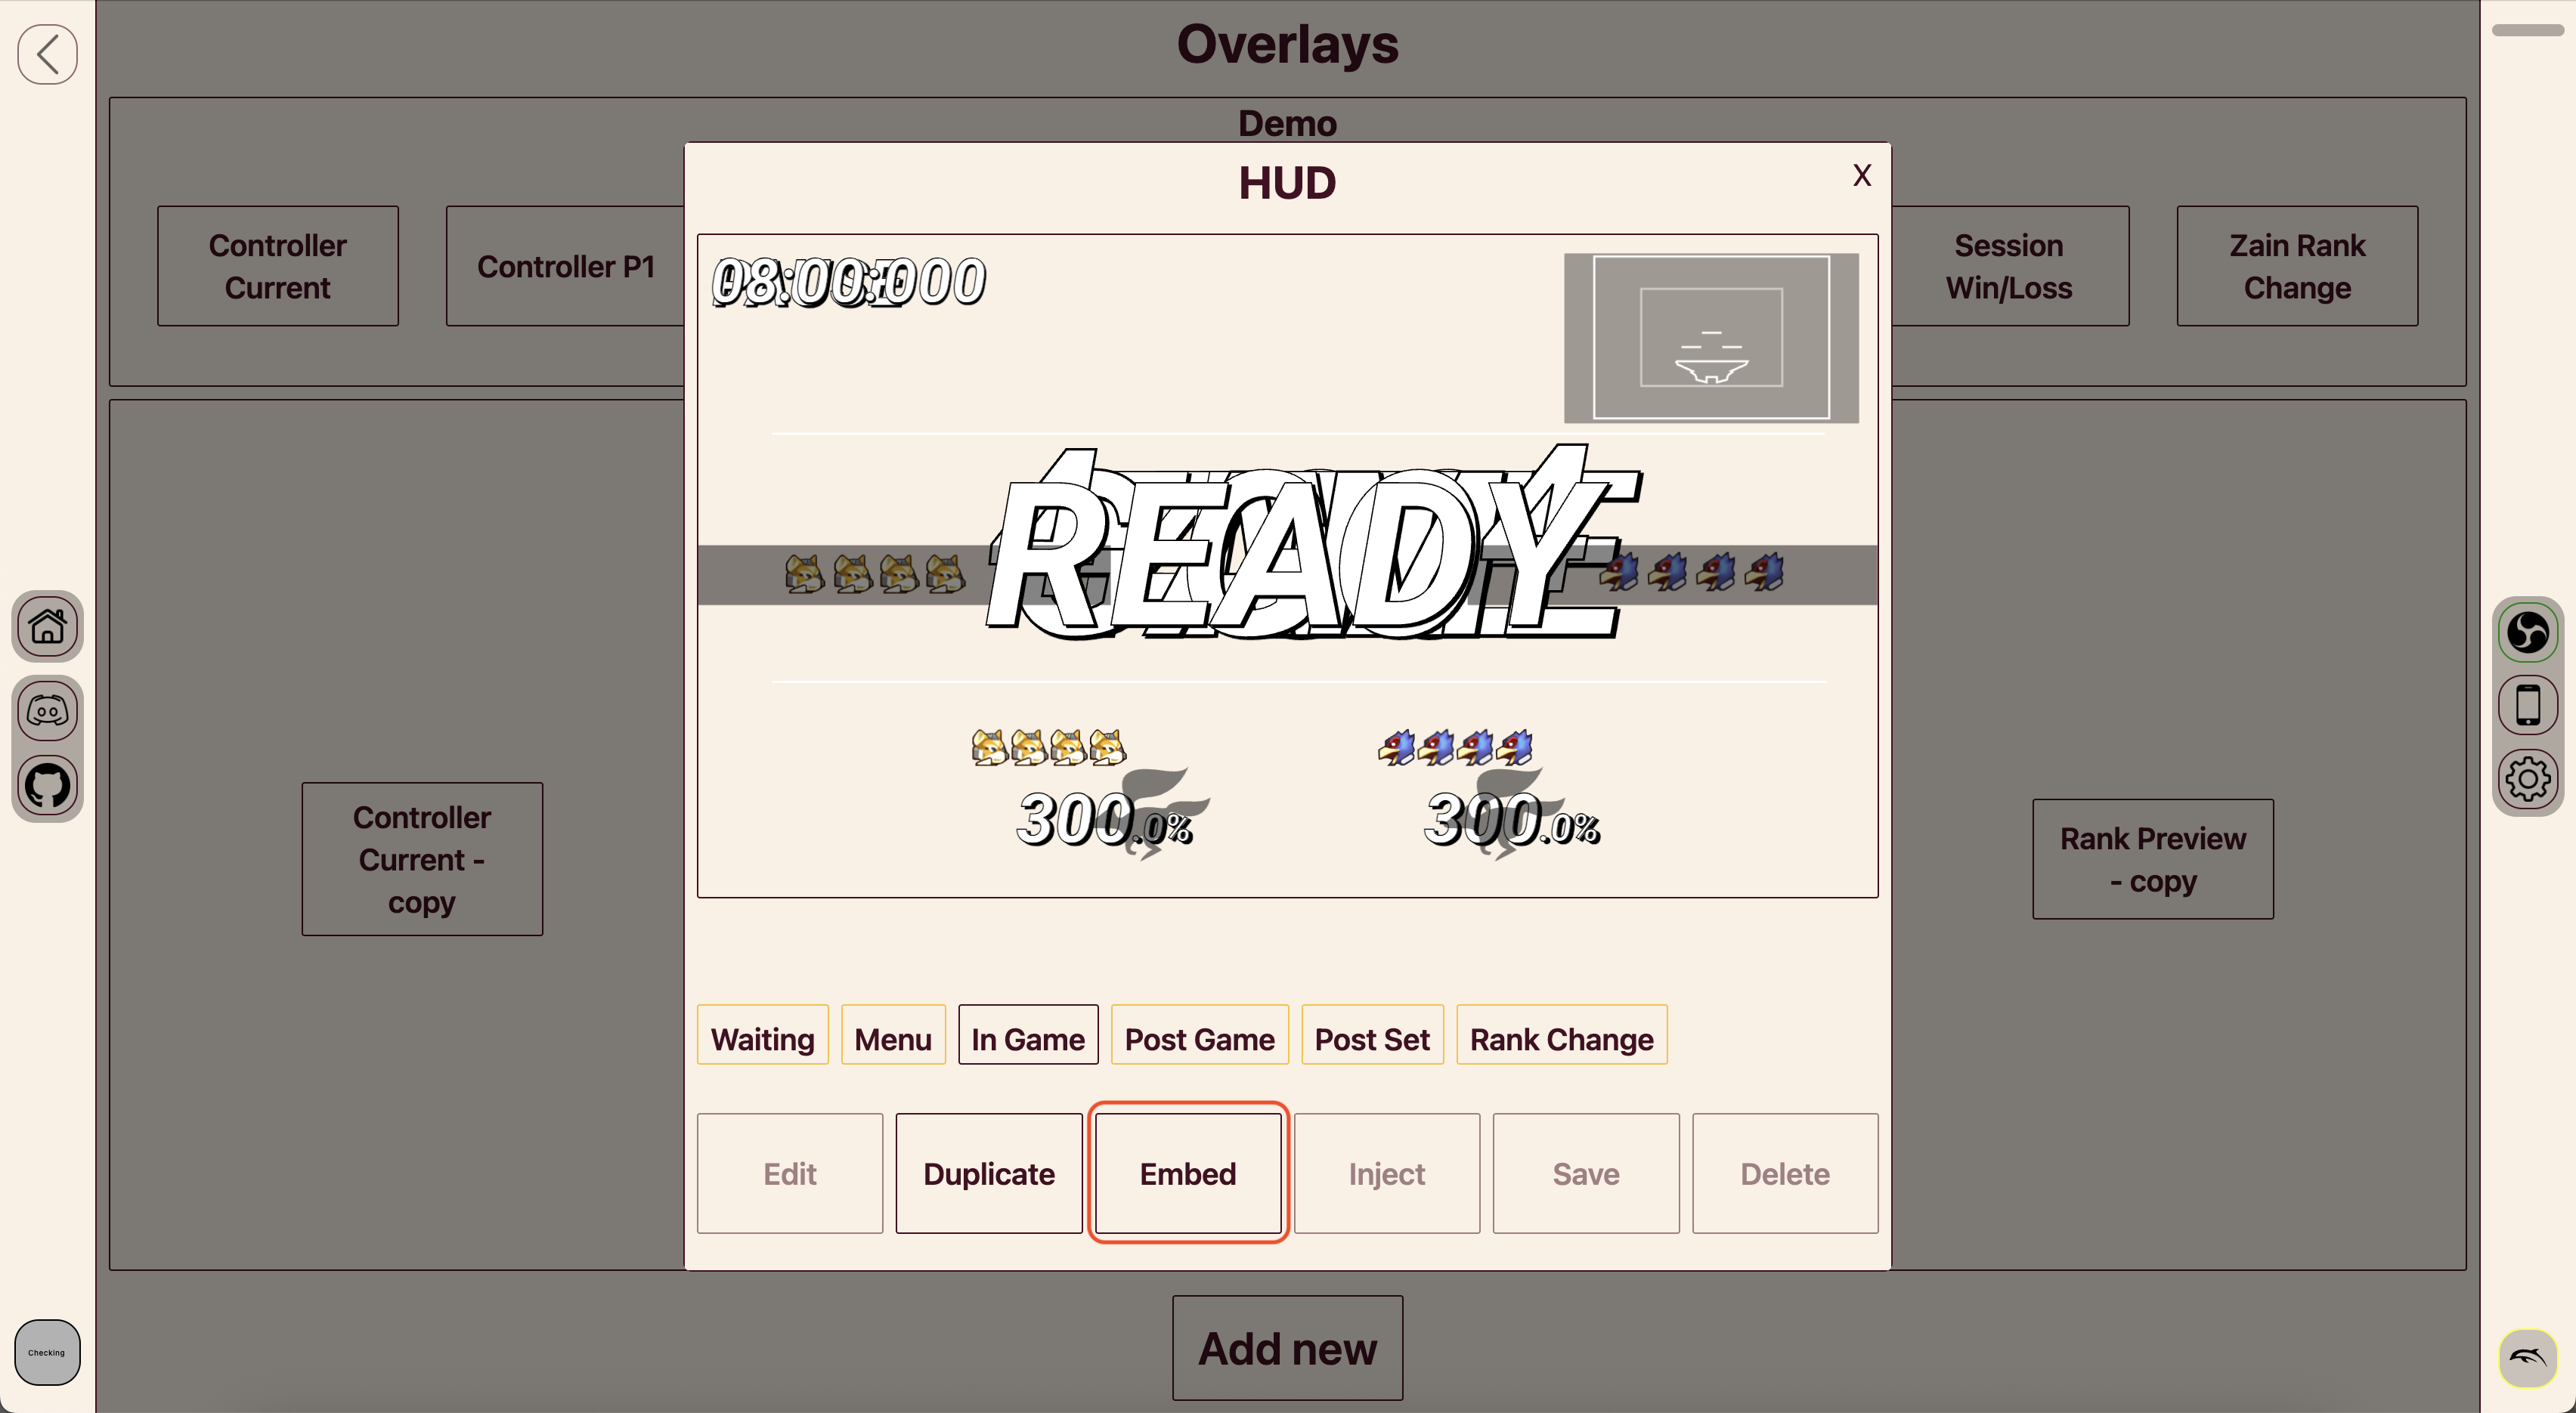 Overlays
Demo
HUD
X
Controller
Current
Controller P1
Session
Win/Loss
Zain Rank
Change
08:00:000
READY
300.0%
300.0%
Controller
Current -
copy
Rank Preview
- copy
Waiting
Menu
In Game
Post Game
Post Set
Rank Change
Edit
Duplicate
Embed
Inject
Save
Delete
Add new
Checking